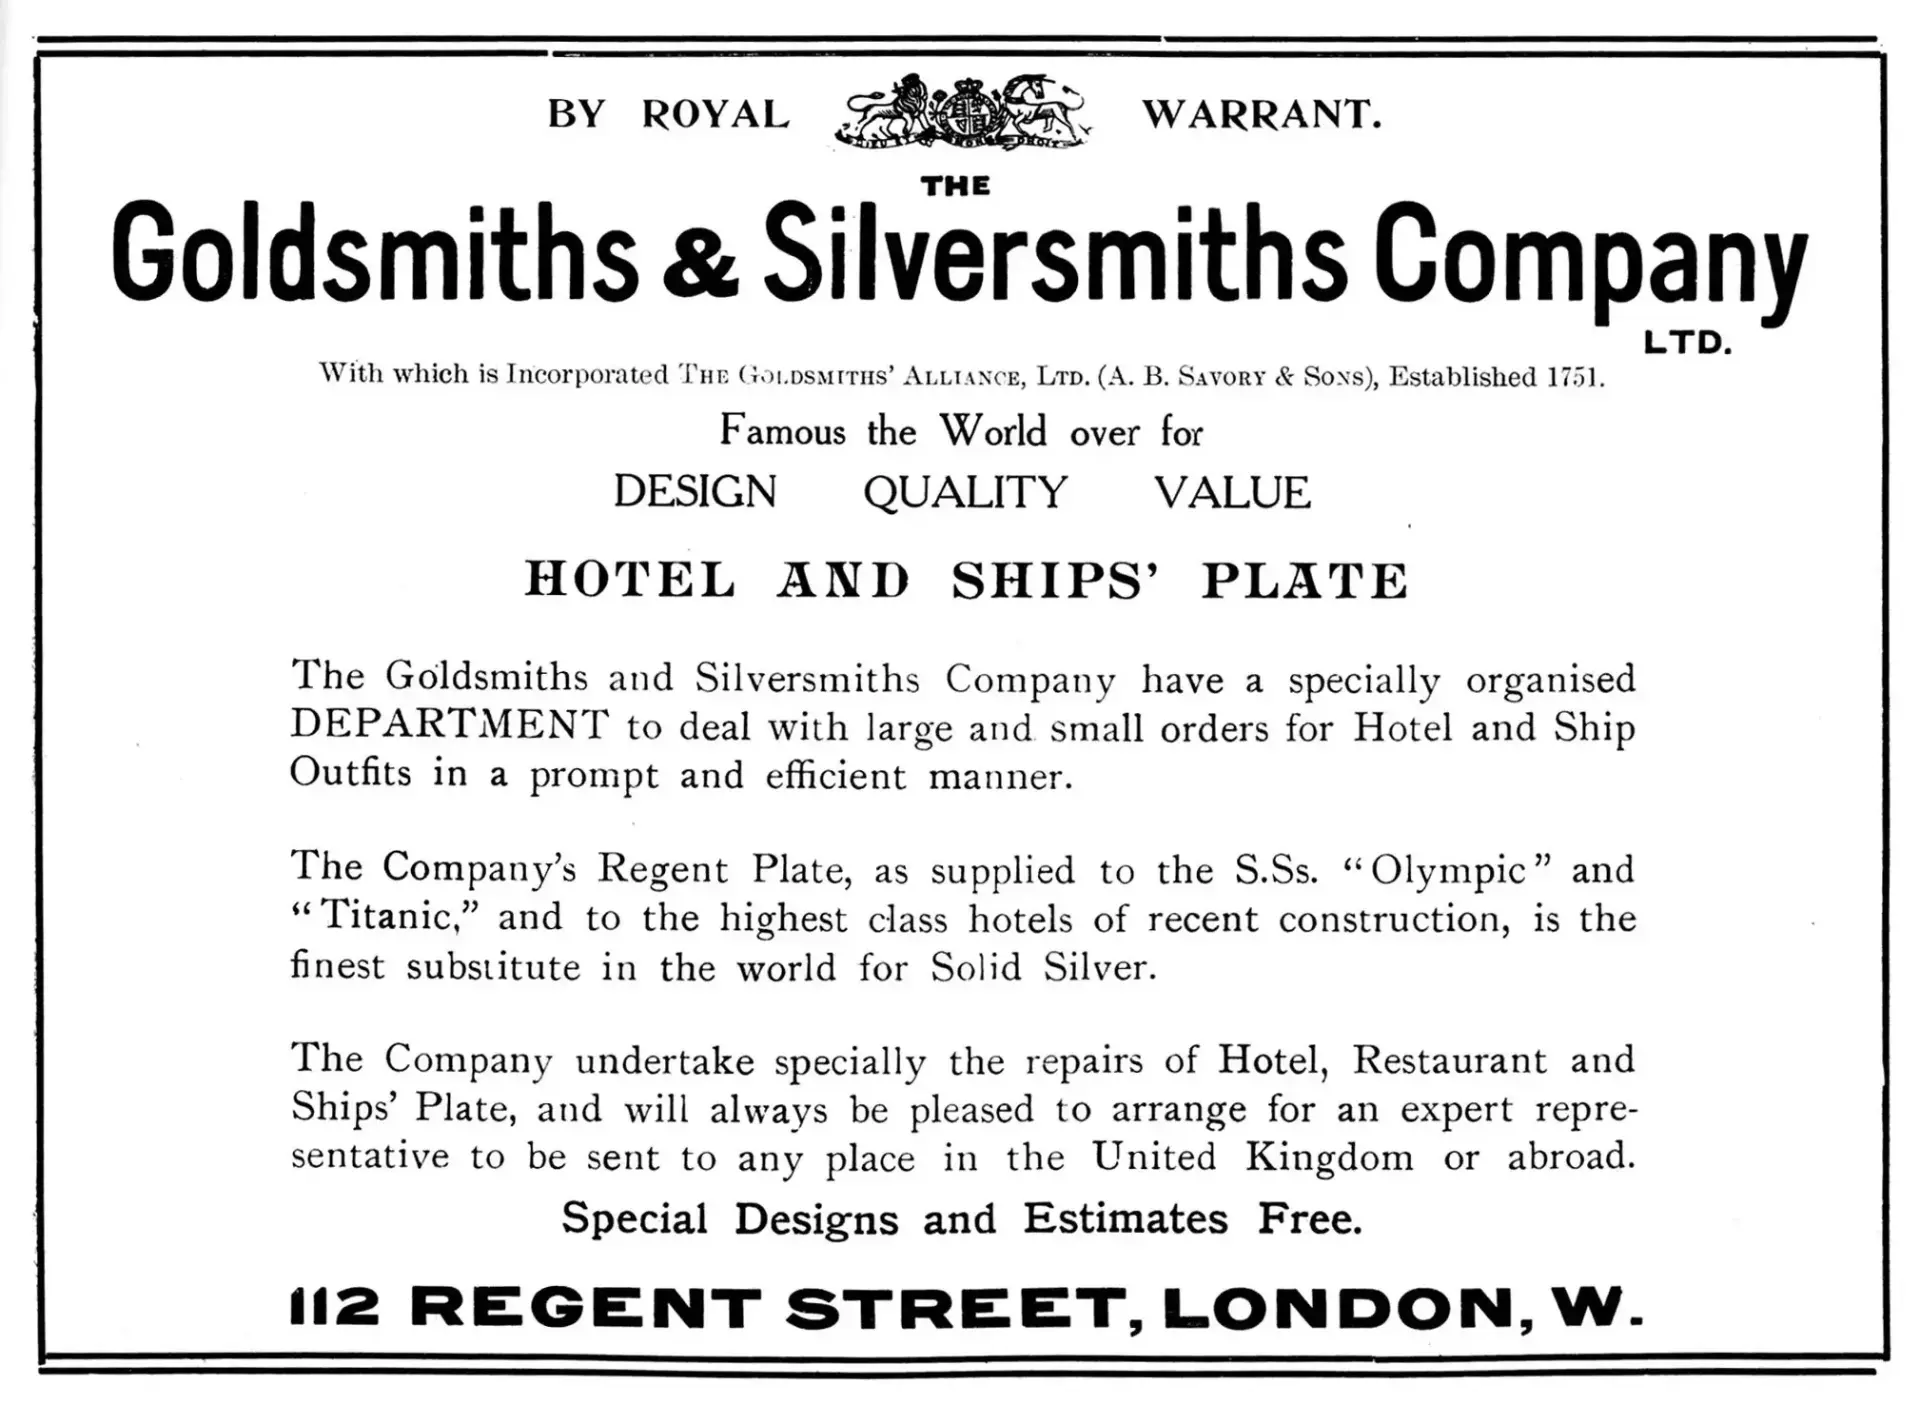 BY ROYAL WARRANT.
THE
Goldsmiths & Silversmiths Company
LTD.
With which is Incorporated THE GOLDSMITHS' ALLIANCE, LTD. (A. B. SAVORY & SONS), Established 1751.
Famous the World over for
DESIGN QUALITY VALUE
HOTEL AND SHIPS' PLATE
The Goldsmiths and Silversmiths Company have a specially organised
DEPARTMENT to deal with large and small orders for Hotel and Ship
Outfits in a prompt and efficient manner.
The Company's Regent Plate, as supplied to the S.Ss. "Olympic" and
"Titanic," and to the highest class hotels of recent construction, is the
finest substitute in the world for Solid Silver.
The Company undertake specially the repairs of Hotel, Restaurant and
Ships' Plate, and will always be pleased to arrange for an expert repre-
sentative to be sent to any place in the United Kingdom or abroad.
Special Designs and Estimates Free.
112 REGENT STREET, LONDON, W.